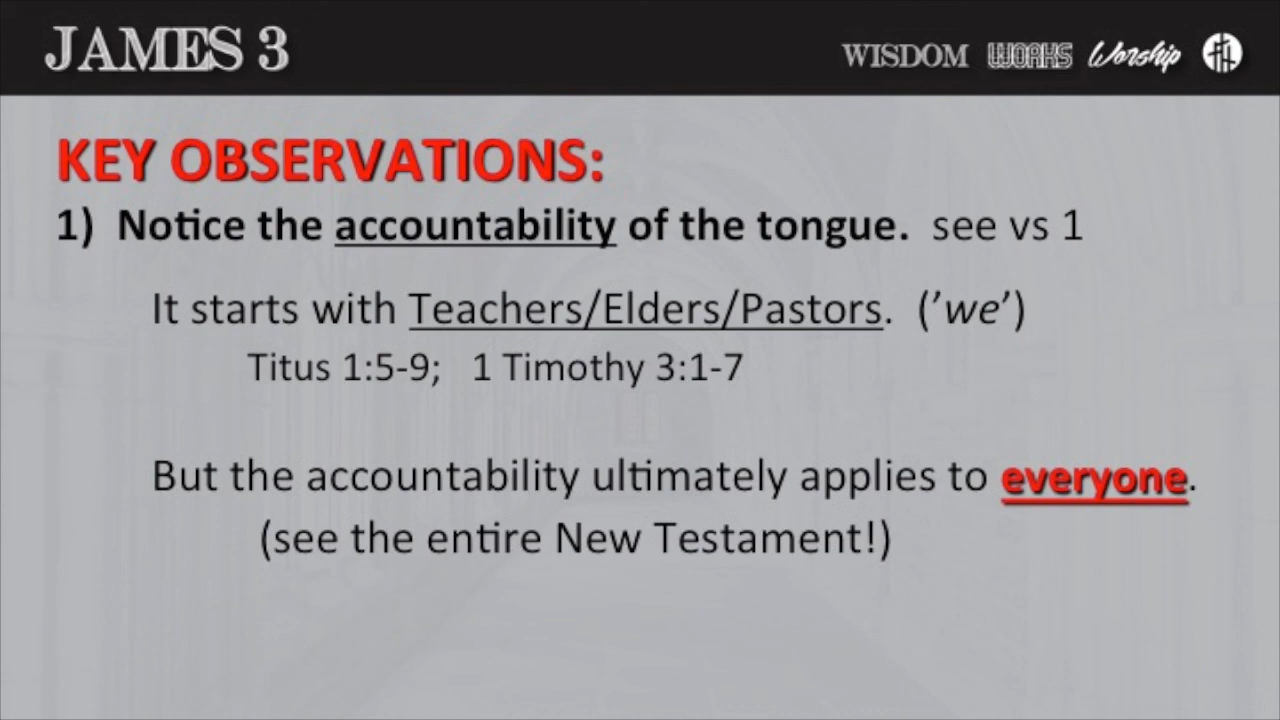 JAMES 3
WISDOM WORKS Worship
KEY OBSERVATIONS:
1) Notice the accountability of the tongue. see vs 1
It starts with Teachers/Elders/Pastors. (’we’)
Titus 1:5-9; 1 Timothy 3:1-7
But the accountability ultimately applies to everyone.
(see the entire New Testament!)